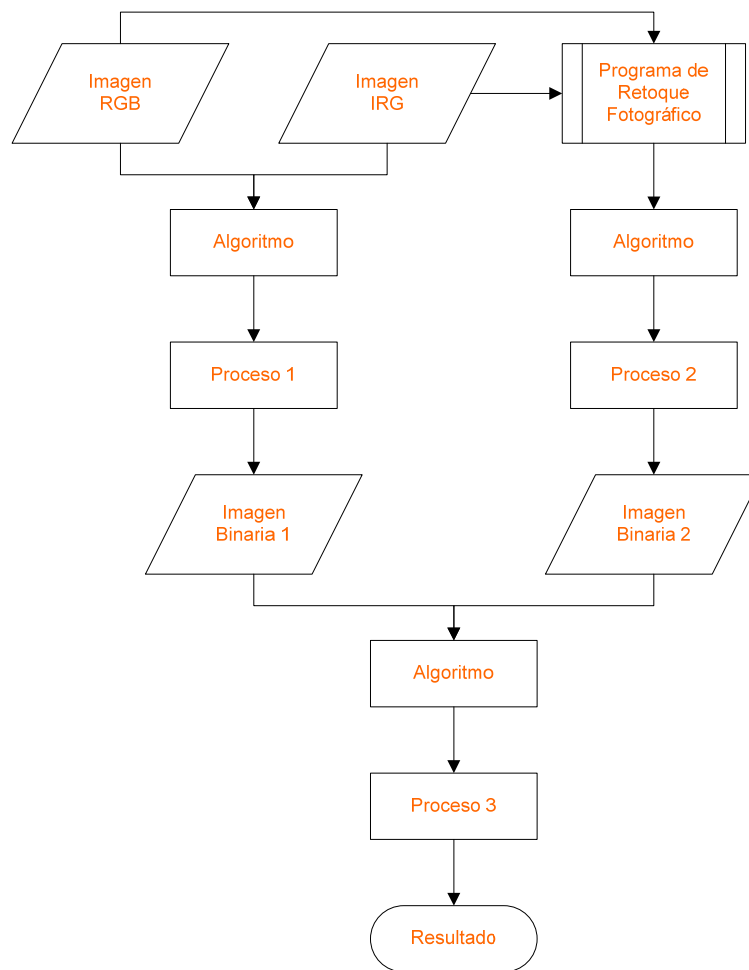 Imagen
RGB
Imagen
IRG
Programa de
Retoque
Fotográfico
Algoritmo
Algoritmo
Proceso 1
Proceso 2
Imagen
Binaria 1
Imagen
Binaria 2
Algoritmo
Proceso 3
Resultado